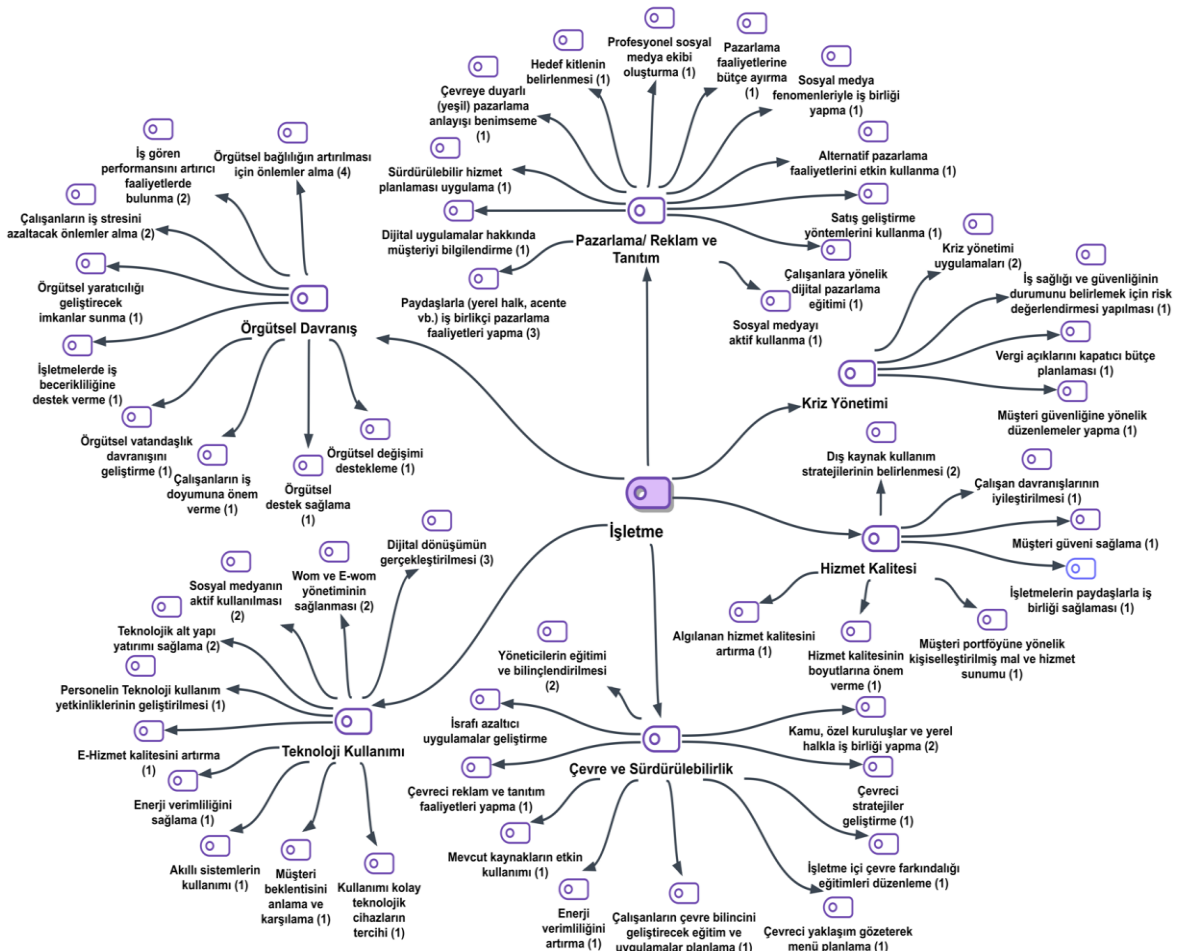 Profesyonel sosyal
medya ekibi
oluşturma (1)
Pazarlama
faaliyetlerine
bütçe ayırma
(1)
Hedef kitlenin
belirlenmesi (1)
Sosyal medya
fenomenleriyle iş birliği
yapma (1)
Çevreye duyarlı
(yeşil) pazarlama
anlayışı benimseme
(1)
Alternatif pazarlama
faaliyetlerini etkin kullanma (1)
Sürdürülebilir hizmet
planlaması uygulama (1)
Satış geliştirme
yöntemlerini kullanma (1)
Dijital uygulamalar hakkında
müşteriyi bilgilendirme (1)
Pazarlama/ Reklam ve
Tanıtım
Çalışanlara yönelik
dijital pazarlama
eğitimi (1)
Paydaşlarla (yerel halk, acente
vb.) iş birlikçi pazarlama
faaliyetleri yapma (3)
Sosyal medyayı
aktif kullanma (1)
İş gören
performansını artırıcı
faaliyetlerde
bulunma (2)
Örgütsel bağlılığın artırılması
için önlemler alma (4)
Çalışanların iş stresini
azaltacak önlemler alma (2)
Örgütsel yaratıcılığı
geliştirecek
imkanlar sunma (1)
Örgütsel Davranış
İşletmelerde iş
becerikliliğine
destek verme (1)
Örgütsel vatandaşlık
davranışını
geliştirme (1)
Çalışanların iş
doyumuna önem
verme (1)
Örgütsel
destek sağlama
(1)
Örgütsel değişimi
destekleme (1)
Kriz yönetimi
uygulamaları (2)
İş sağlığı ve güvenliğinin
durumunu belirlemek için risk
değerlendirmesi yapılması (1)
Vergi açıklarını kapatıcı bütçe
planlaması (1)
Kriz Yönetimi
Müşteri güvenliğine yönelik
düzenlemeler yapma (1)
İşletme
Dış kaynak kullanım
stratejilerinin belirlenmesi (2)
Çalışan davranışlarının
iyileştirilmesi (1)
Müşteri güveni sağlama (1)
Hizmet Kalitesi
İşletmelerin paydaşlarla iş
birliği sağlaması (1)
Algılanan hizmet kalitesini
artırma (1)
Hizmet kalitesinin
boyutlarına önem
verme (1)
Müşteri portföyüne yönelik
kişiselleştirilmiş mal ve hizmet
sunumu (1)
Dijital dönüşümün
gerçekleştirilmesi (3)
Wom ve E-wom
yönetiminin
sağlanması (2)
Sosyal medyanın
aktif kullanılması
(2)
Teknolojik alt yapı
yatırımı sağlama (2)
Personelin Teknoloji kullanım
yetkinliklerinin geliştirilmesi (1)
E-Hizmet kalitesini artırma
(1)
Teknoloji Kullanımı
Enerji verimliliğini
sağlama (1)
Akıllı sistemlerin
kullanımı (1)
Müşteri
beklentisini
anlama ve
karşılama (1)
Kullanımı kolay
teknolojik
cihazların
tercihi (1)
Yöneticilerin eğitimi
ve bilinçlendirilmesi
(2)
İsrafı azaltıcı
uygulamalar geliştirme
Kamu, özel kuruluşlar ve yerel
halkla iş birliği yapma (2)
Çevre ve Sürdürülebilirlik
Çevreci reklam ve tanıtım
faaliyetleri yapma (1)
Çevreci
stratejiler
geliştirme
(1)
Mevcut kaynakların etkin
kullanımı (1)
İşletme içi çevre farkındalığı
eğitimleri düzenleme (1)
Enerji
verimliliğini
artırma (1)
Çalışanların çevre bilincini
geliştirecek eğitim ve
uygulamalar planlama (1)
Çevreci yaklaşım gözeterek
menü planlama (1)